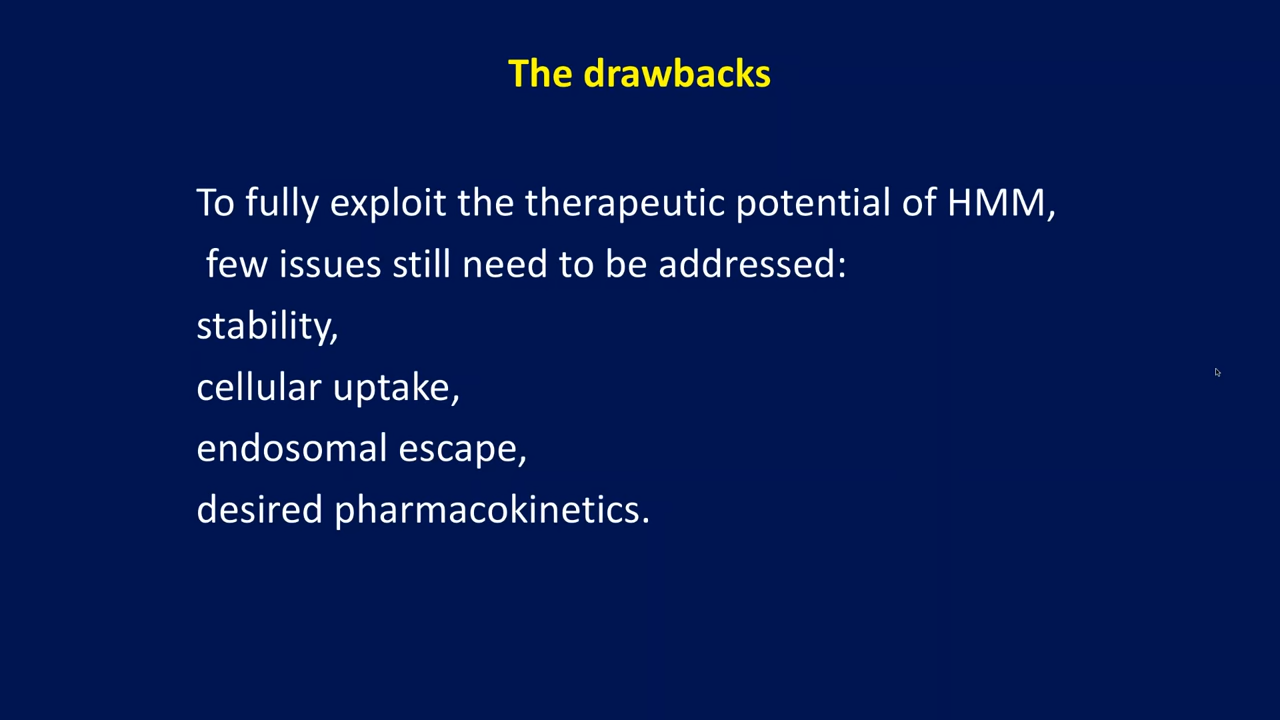 The drawbacks
To fully exploit the therapeutic potential of HMM,
few issues still need to be addressed:
stability,
cellular uptake,
endosomal escape,
desired pharmacokinetics.